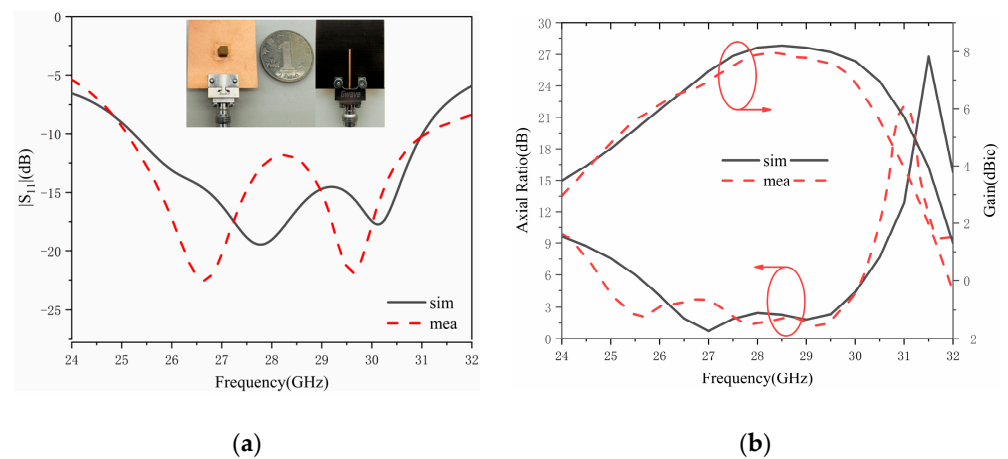 0
-5
-10
-15
-20
-25
|S11|(dB)
24 25 26 27 28 29 30 31 32
Frequency(GHz)
sim
mea
1
Gwave
(a)
30
27
24
21
18
15
12
9
6
3
0
Axial Ratio(dB)
8
6
4
2
0
2
Gain(dBic)
sim
mea
24 25 26 27 28 29 30 31 32
Frequency(GHz)
(b)